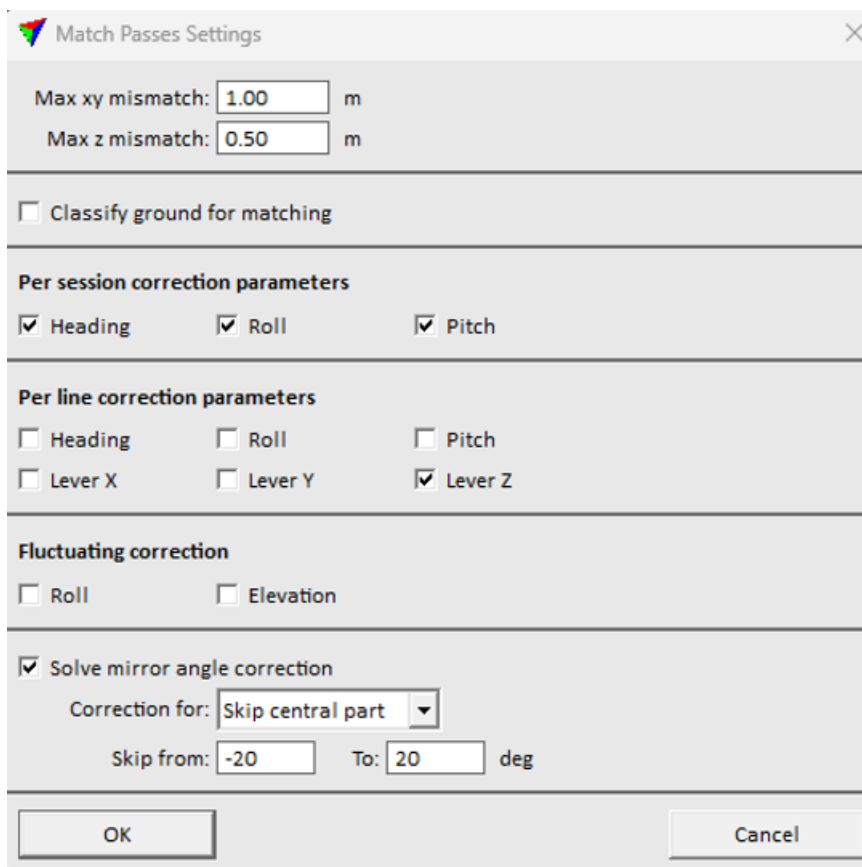 Match Passes Settings
Max xy mismatch: 1.00 m
Max z mismatch: 0.50 m
Classify ground for matching
Per session correction parameters
Heading Roll Pitch
Per line correction parameters
Heading Roll Pitch
Lever X Lever Y Lever Z
Fluctuating correction
Roll Elevation
Solve mirror angle correction
Correction for: Skip central part
Skip from: -20 To: 20 deg
OK Cancel